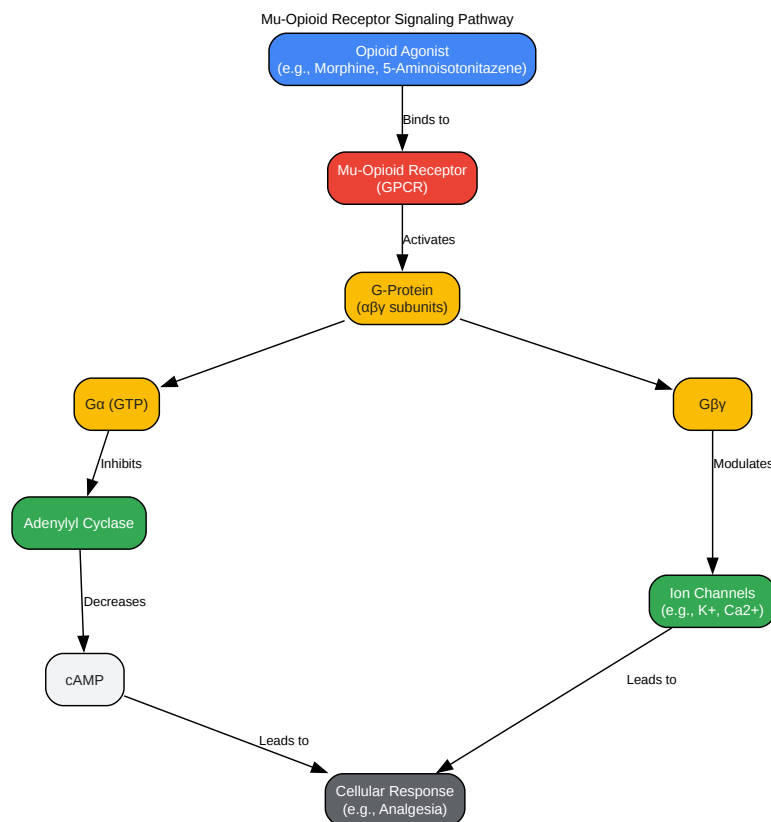 Mu-Opioid Receptor Signaling Pathway
Opioid Agonist
(e.g., Morphine, 5-Aminoisotonitazene)
Binds to
Mu-Opioid Receptor
(GPCR)
Activates
G-Protein
(αβγ subunits)
Gα (GTP)
Gβγ
Inhibits
Modulates
Adenylyl Cyclase
Ion Channels
(e.g., K+, Ca2+)
Decreases
cAMP
Leads to
Leads to
Cellular Response
(e.g., Analgesia)